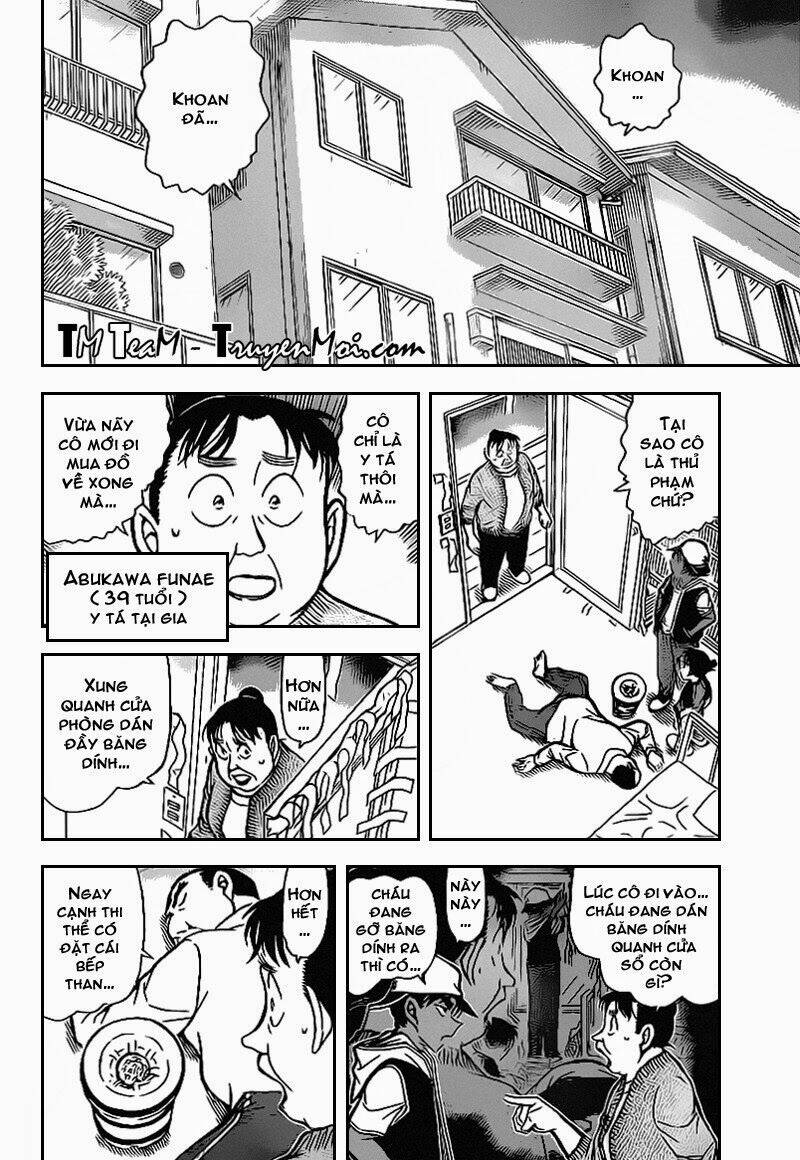 KHOAN
...
KHOAN
ĐÃ...
TM TeaM - TruyenMoi.com
TẠI
SAO CÔ
LÀ THỦ
PHẠM
CHỨ?
CÔ
CHỈ LÀ
Y TÁ
THÔI
MÀ...
VỪA NÃY
CÔ MỚI ĐI
MUA ĐỒ
VỀ XONG
MÀ...
ABUKAWA FUNAE
( 39 TUỔI )
Y TÁ TẠI GIA
HƠN
NỮA
...
XUNG
QUANH CỬA
PHÒNG DÁN
ĐẦY BĂNG
DÍNH...
LÚC CÔ ĐI VÀO...
CHÁU ĐANG DÁN
BĂNG DÍNH
QUANH CỬA
SỔ CÒN
GÌ?
NÀY
NÀY
...
CHÁU
ĐANG
GỠ BĂNG
DÍNH RA
THÌ CÓ...
HƠN
HẾT
...
NGAY
CẠNH THI
THỂ CÓ
ĐẶT CÁI
BẾP
THAN...